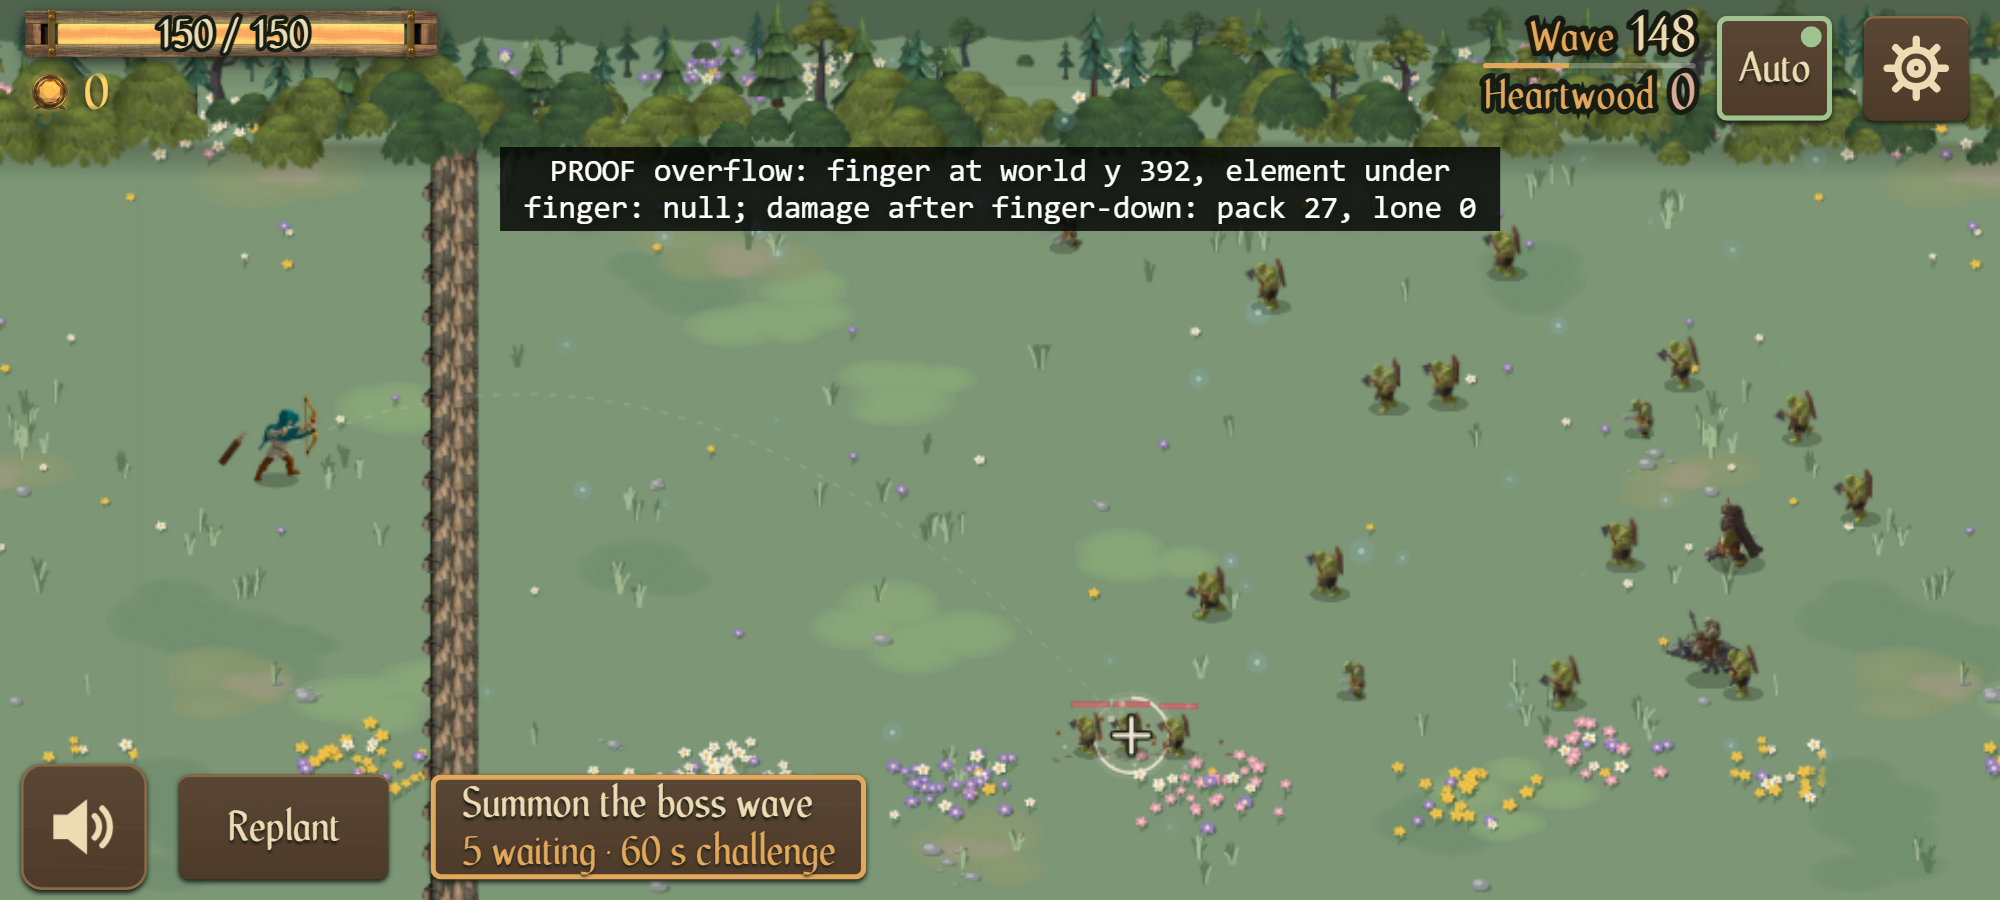 150 / 150
0
Wave 148
Heartwood 0
Auto
PROOF overflow: finger at world y 392, element under
finger: null; damage after finger-down: pack 27, lone 0
Replant
Summon the boss wave
5 waiting · 60 s challenge